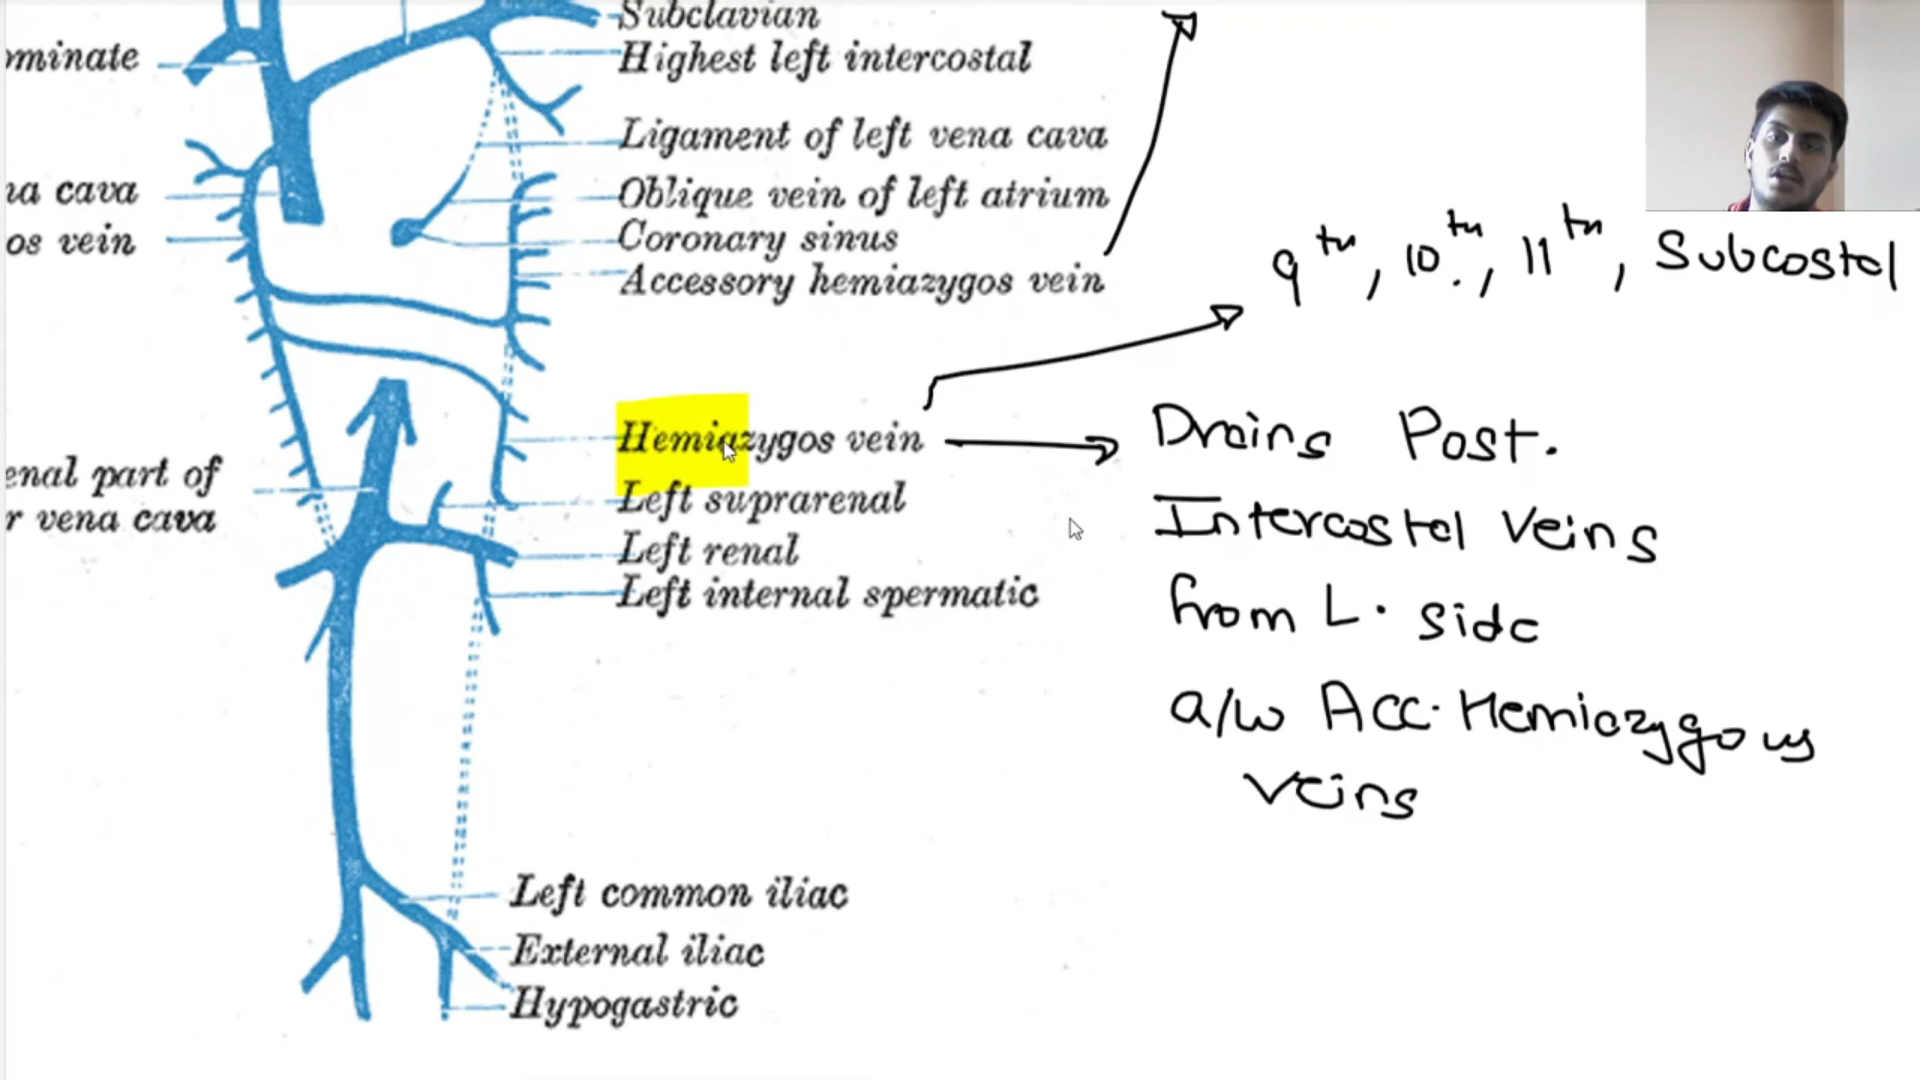 Subclavian
ominate
Highest left intercostal
Ligament of left vena cava
na cava
Oblique vein of left atrium
os vein
Coronary sinus
Accessory hemiazygos vein
9th, 10th, 11th, Subcostal
Hemiazygos vein
Drains Post.
Intercostal Veins
from L. side
a/w Acc. Hemiazygous
veins
enal part of
r vena cava
Left suprarenal
Left renal
Left internal spermatic
Left common iliac
External iliac
Hypogastric